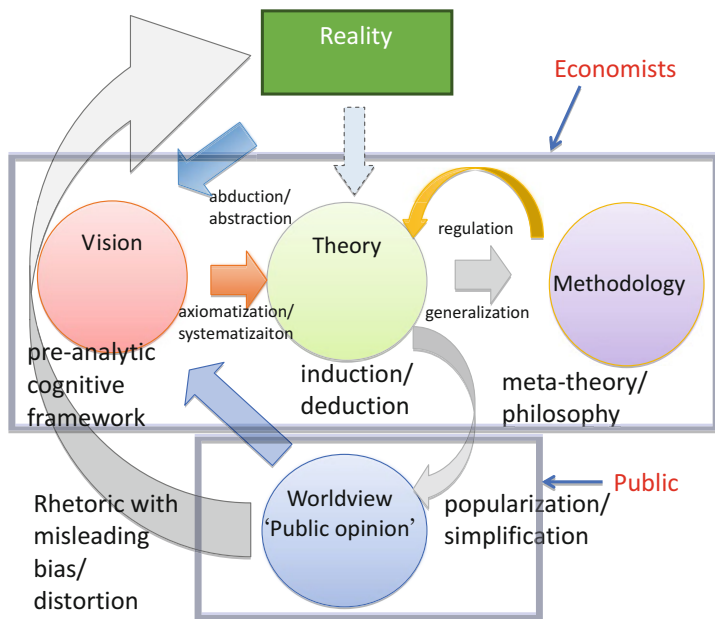 Reality
Economists
abduction/
abstraction
Vision
Theory
regulation
Methodology
axiomatization/
systematizaiton
generalization
pre-analytic
cognitive
framework
induction/
deduction
meta-theory/
philosophy
Public
Rhetoric with
misleading
bias/
distortion
Worldview
‘Public opinion’
popularization/
simplification